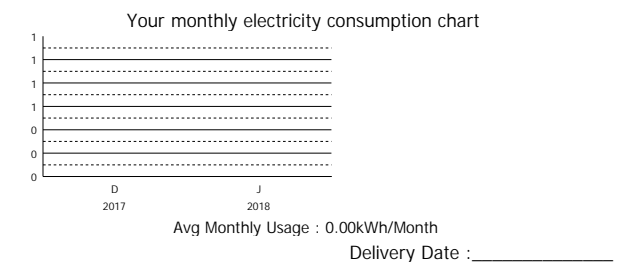 Your monthly electricity consumption chart
1
1
1
1
0
0
0
D J
2017 2018
Avg Monthly Usage : 0.00kWh/Month
Delivery Date :______________